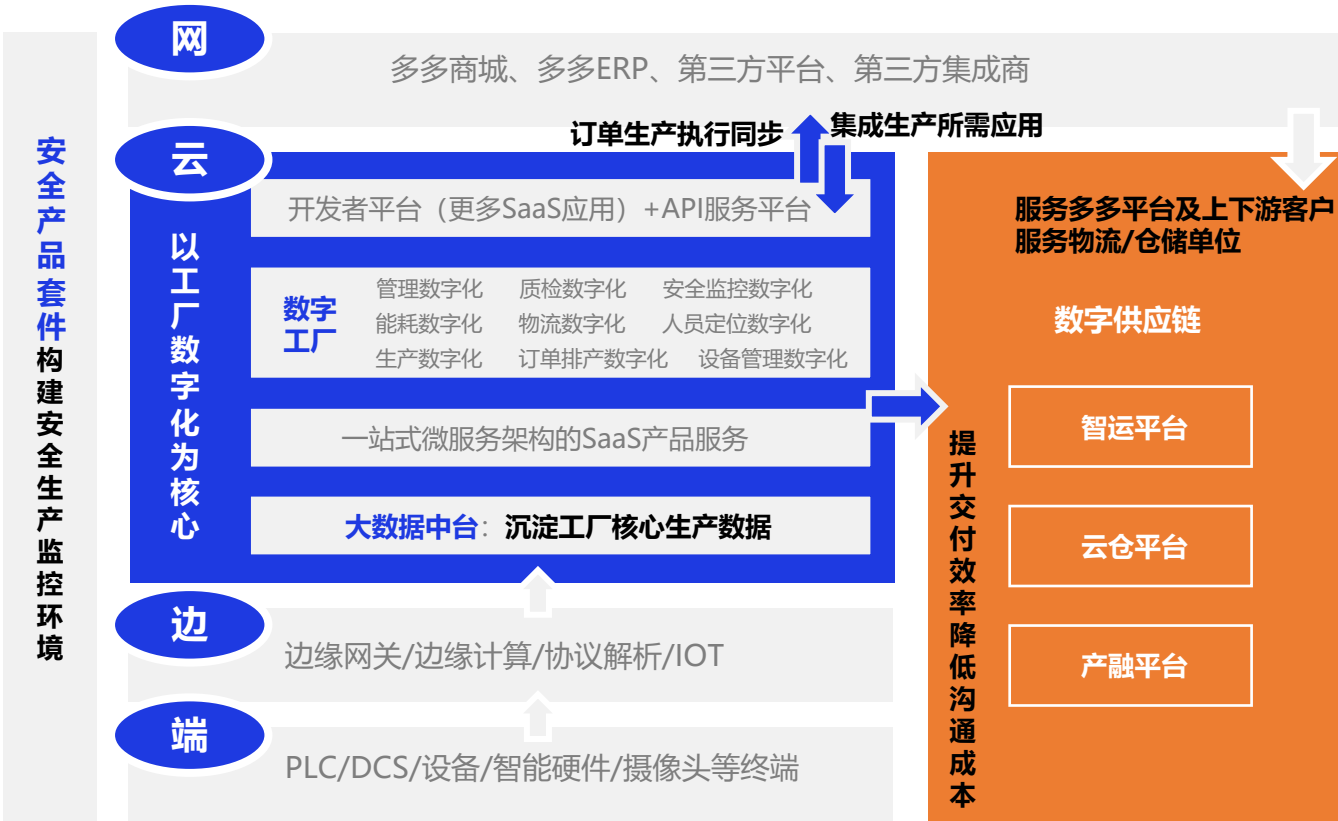 安全产品套件构建安全生产监控环境
网
多多商城、多多ERP、第三方平台、第三方集成商
订单生产执行同步
集成生产所需应用
云
以工厂数字化为核心
开发者平台（更多SaaS应用）+API服务平台
数字
工厂
管理数字化 质检数字化 安全监控数字化
能耗数字化 物流数字化 人员定位数字化
生产数字化 订单排产数字化 设备管理数字化
一站式微服务架构的SaaS产品服务
大数据中台：沉淀工厂核心生产数据
边
边缘网关/边缘计算/协议解析/IOT
端
PLC/DCS/设备/智能硬件/摄像头等终端
提升交付效率降低沟通成本
服务多多平台及上下游客户
服务物流/仓储单位
数字供应链
智运平台
云仓平台
产融平台